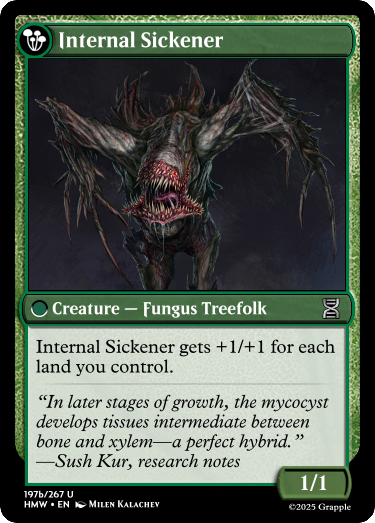 Internal Sickener
Creature — Fungus Treefolk
Internal Sickener gets +1/+1 for each
land you control.
“In later stages of growth, the mycocyst
develops tissues intermediate between
bone and xylem—a perfect hybrid.”
—Sush Kur, research notes
1/1
197b/267 U
HMW • EN Milen Kalachev
©2025 Grapple